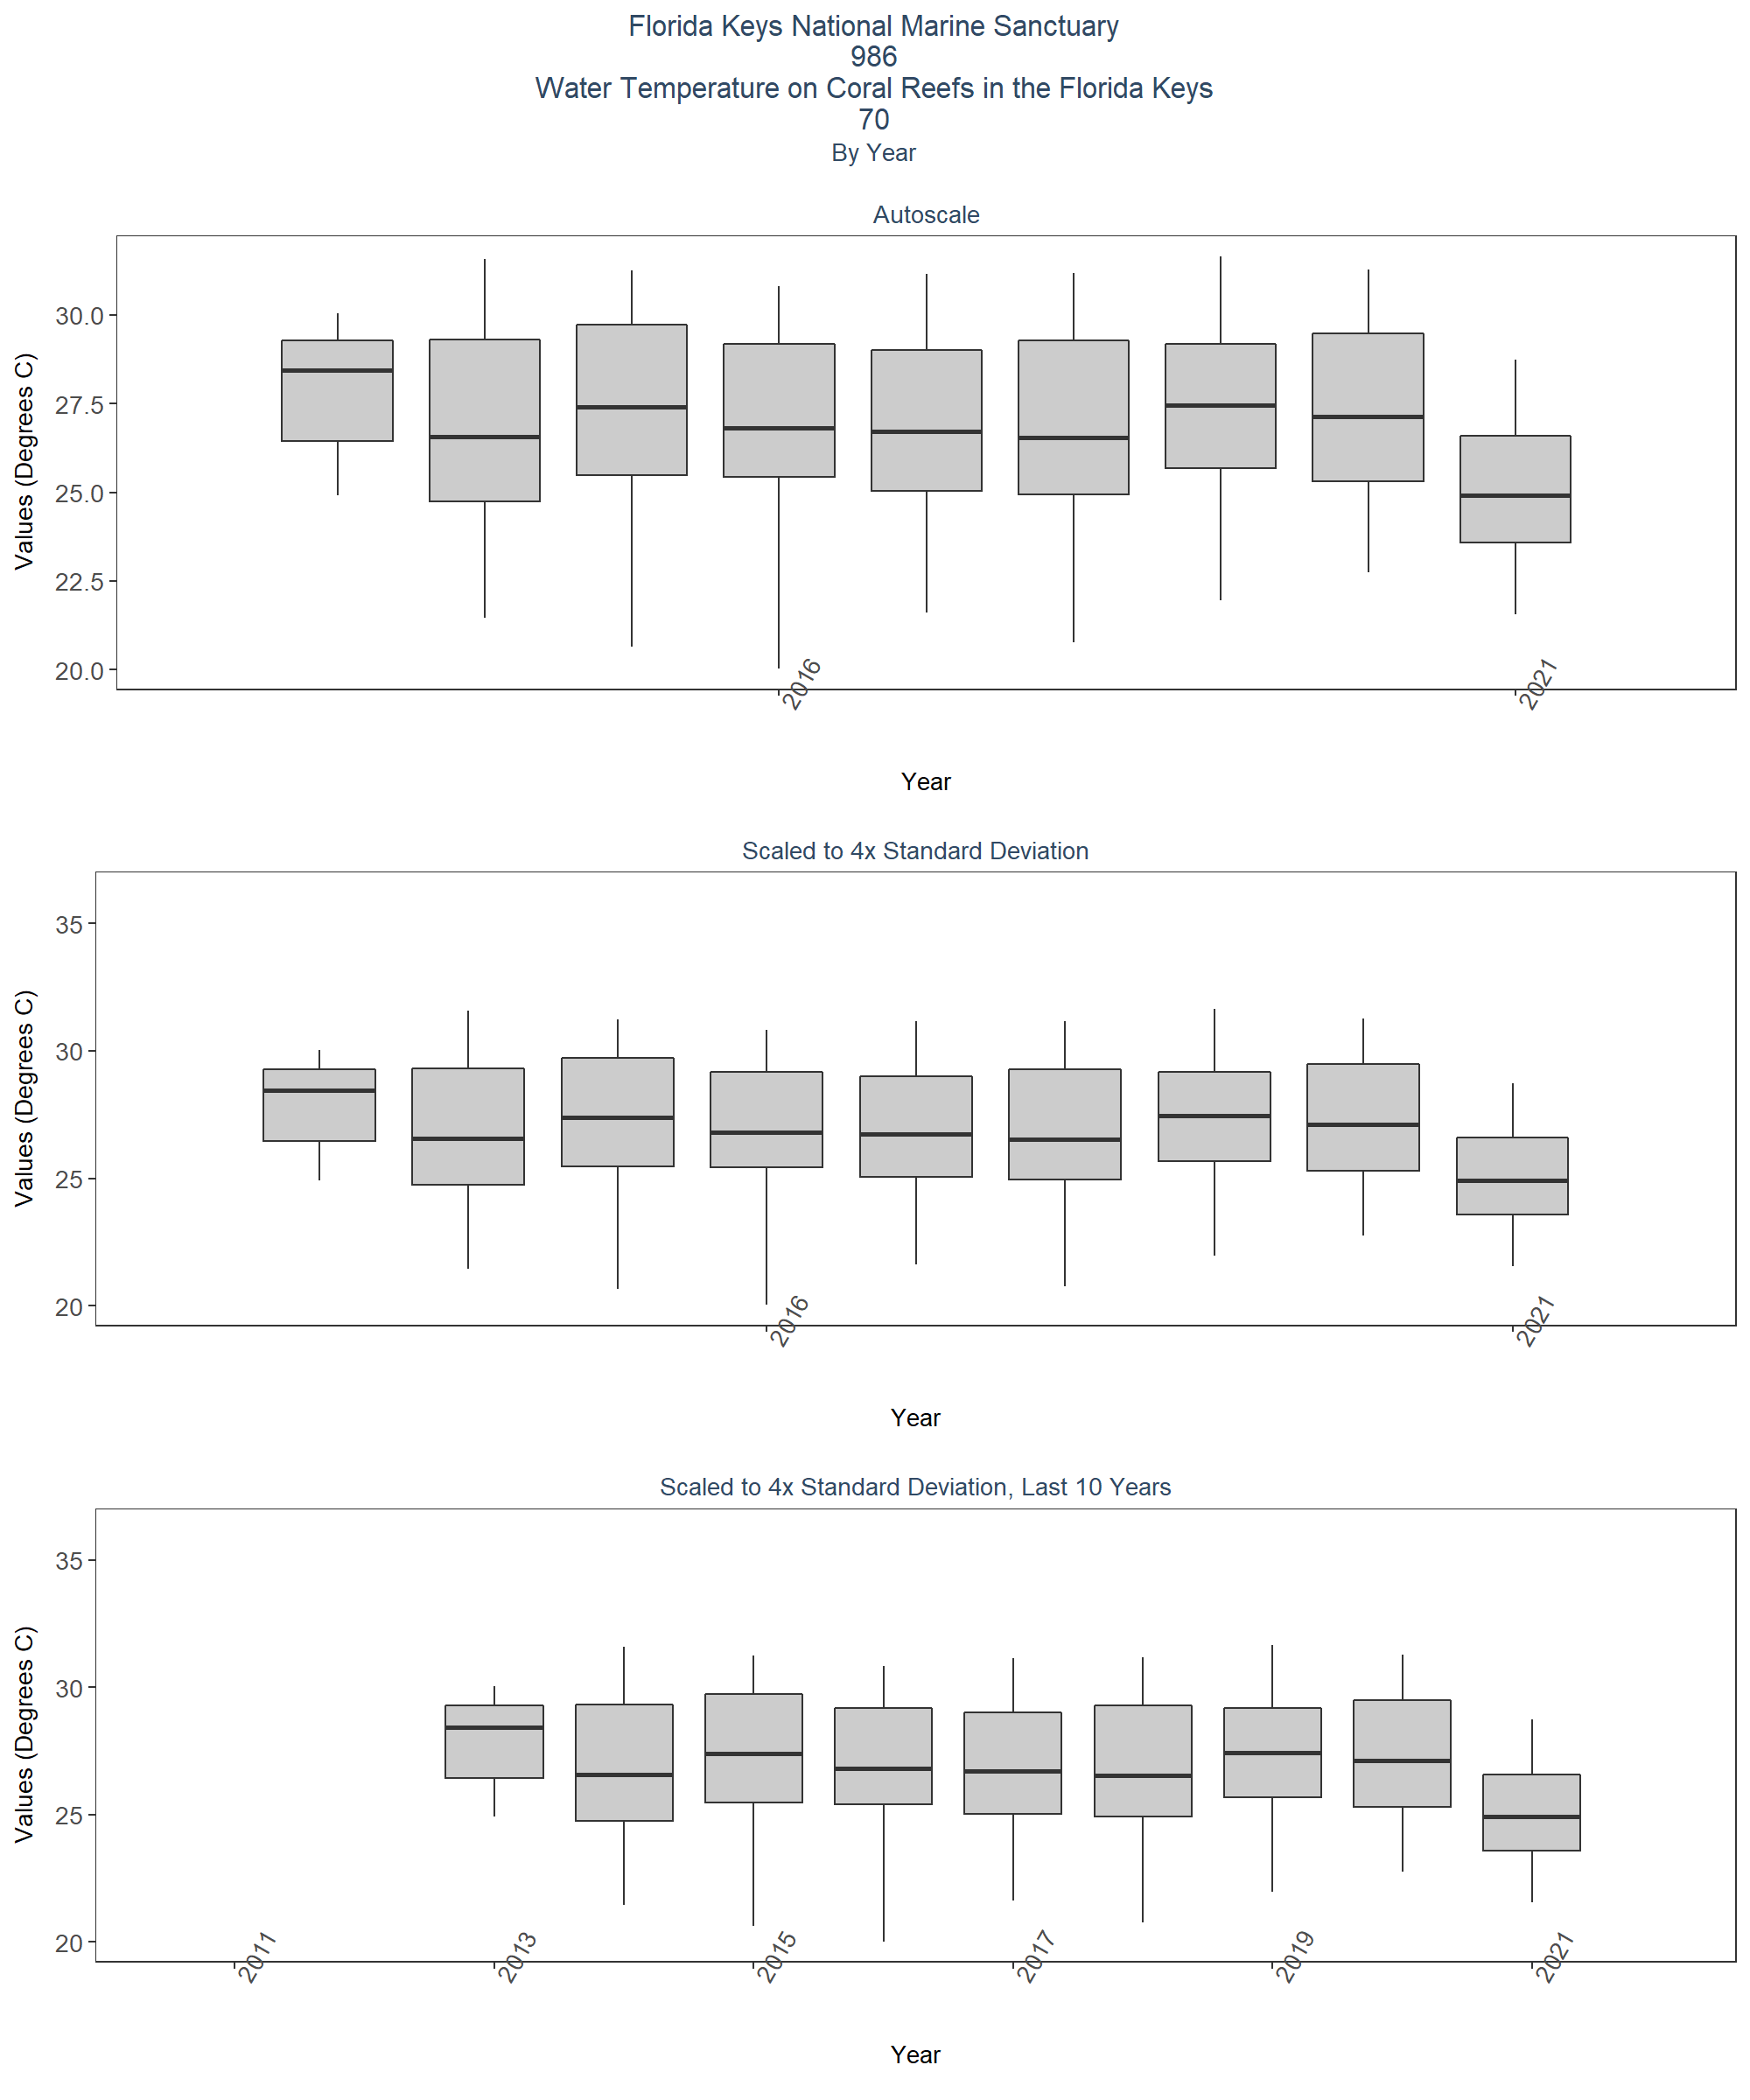 Florida Keys National Marine Sanctuary
986
Water Temperature on Coral Reefs in the Florida Keys
70
By Year
Autoscale
Values (Degrees C)
30.0
27.5
25.0
22.5
20.0
2016
2021
Year
Scaled to 4x Standard Deviation
Values (Degrees C)
35
30
25
20
2016
2021
Year
Scaled to 4x Standard Deviation, Last 10 Years
Values (Degrees C)
35
30
25
20
2011
2013
2015
2017
2019
2021
Year